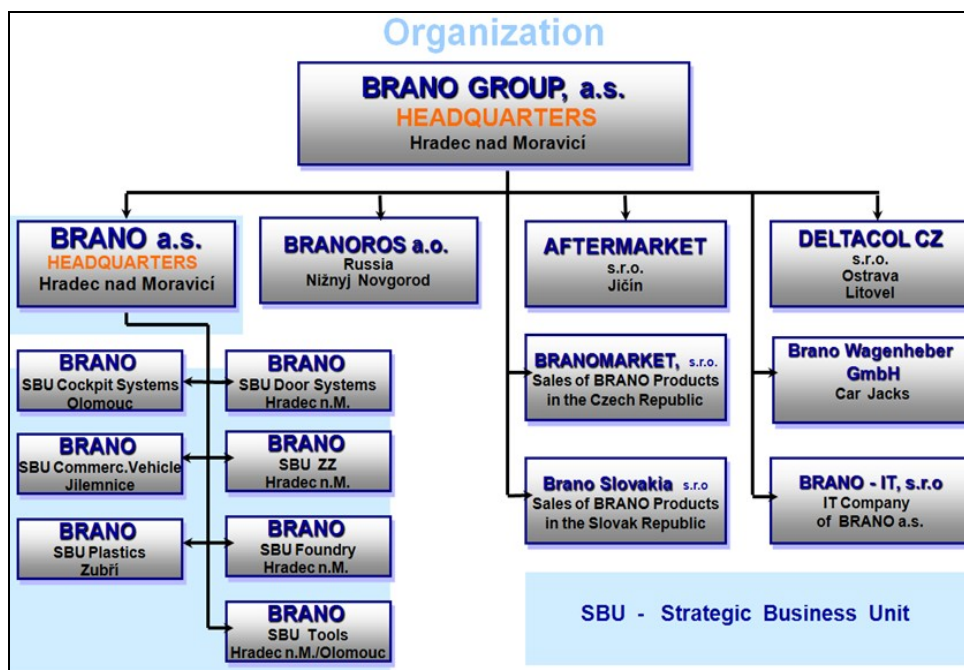 Organization
BRANO GROUP, a.s.
HEADQUARTERS
Hradec nad Moravicí
BRANO a.s.
HEADQUARTERS
Hradec nad Moravicí
BRANOROS a.o.
Russia
Nižnyj Novgorod
AFTERMARKET
s.r.o.
Jičín
DELTACOL CZ
s.r.o.
Ostrava
Litovel
BRANO
SBU Cockpit Systems
Olomouc
BRANO
SBU Door Systems
Hradec n.M.
BRANOMARKET, s.r.o.
Sales of BRANO Products
in the Czech Republic
Brano Wagenheber
GmbH
Car Jacks
BRANO
SBU Commerc.Vehicle
Jilemnice
BRANO
SBU ZZ
Hradec n.M.
Brano Slovakia s.r.o
Sales of BRANO Products
in the Slovak Republic
BRANO - IT, s.r.o
IT Company
of BRANO a.s.
BRANO
SBU Plastics
Zubří
BRANO
SBU Foundry
Hradec n.M.
BRANO
SBU Tools
Hradec n.M./Olomouc
SBU - Strategic Business Unit